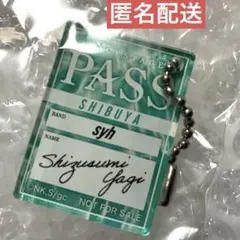 匿名配送
PASS
SHIBUYA
BAND
syh
NAME
Shizusumi
Yagi
©NK,S/gc NOT FOR SALE